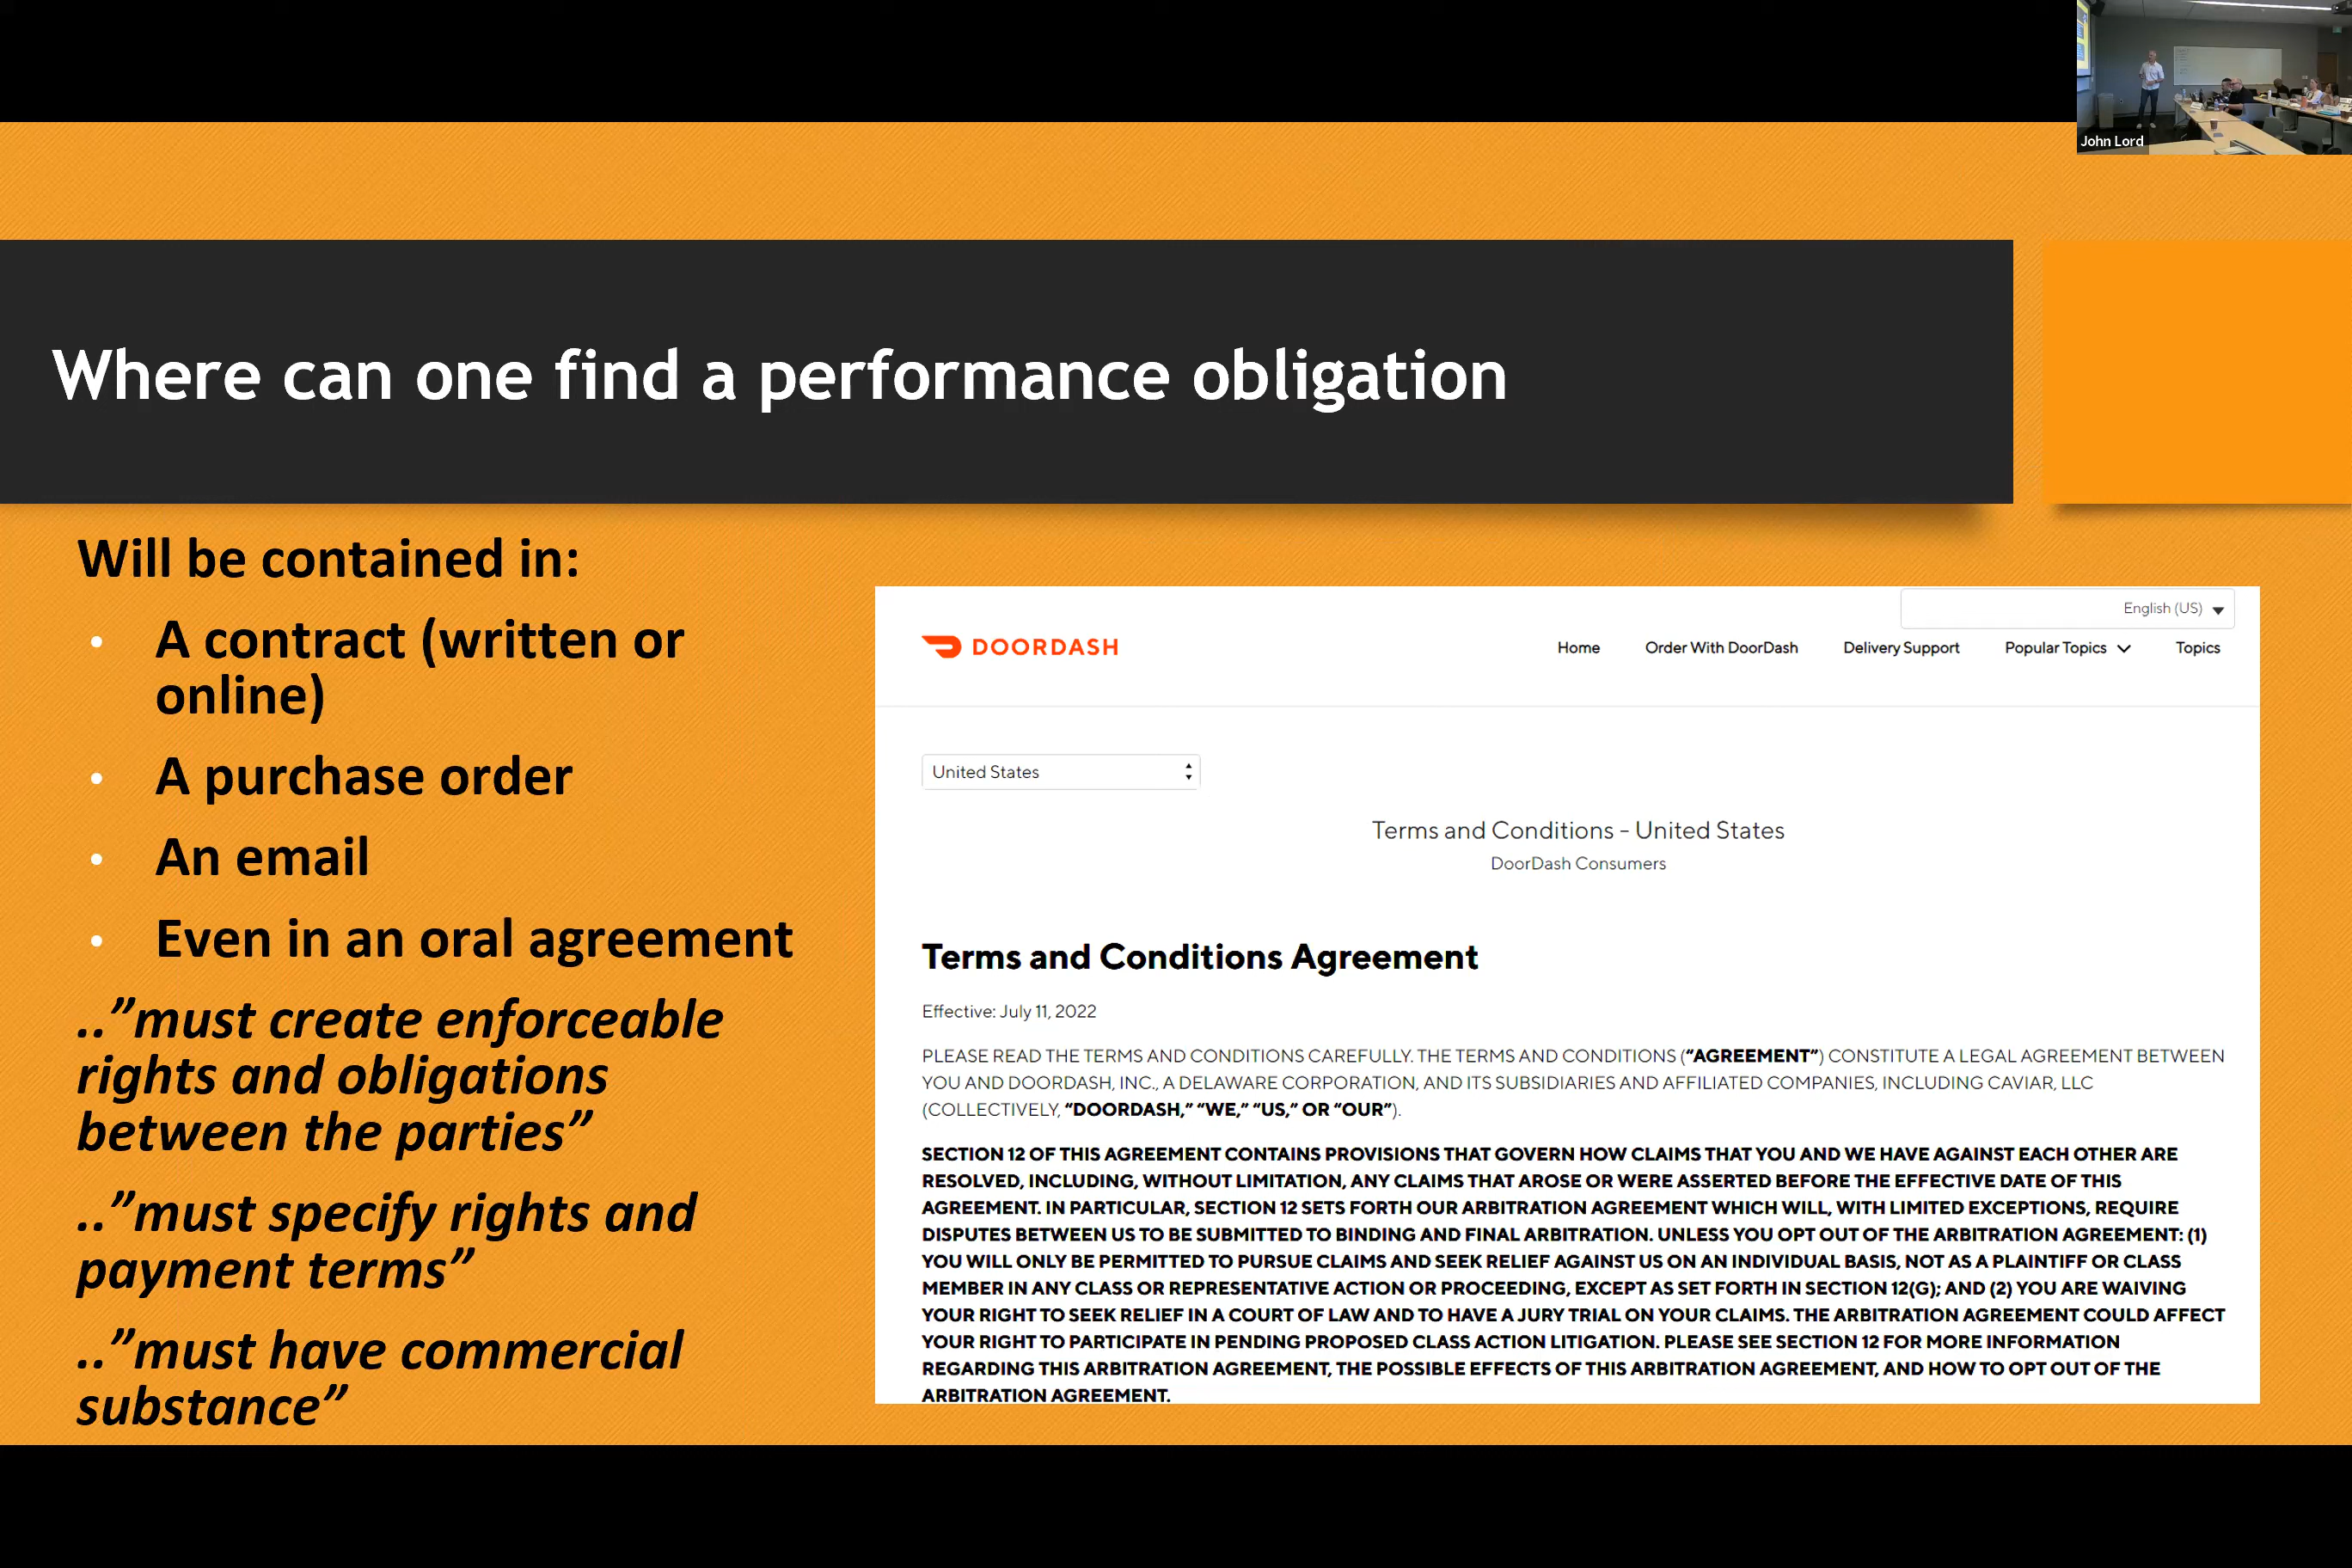 John Lord
Where can one find a performance obligation
Will be contained in:
• A contract (written or
online)
• A purchase order
• An email
• Even in an oral agreement
..”must create enforceable
rights and obligations
between the parties”
..”must specify rights and
payment terms”
..”must have commercial
substance”
English (US)
DOORDASH
Home Order With DoorDash Delivery Support Popular Topics Topics
United States
Terms and Conditions - United States
DoorDash Consumers
Terms and Conditions Agreement
Effective: July 11, 2022
PLEASE READ THE TERMS AND CONDITIONS CAREFULLY. THE TERMS AND CONDITIONS (“AGREEMENT”) CONSTITUTE A LEGAL AGREEMENT BETWEEN
YOU AND DOORDASH, INC., A DELAWARE CORPORATION, AND ITS SUBSIDIARIES AND AFFILIATED COMPANIES, INCLUDING CAVIAR, LLC
(COLLECTIVELY, “DOORDASH,” “WE,” “US,” OR “OUR”).
SECTION 12 OF THIS AGREEMENT CONTAINS PROVISIONS THAT GOVERN HOW CLAIMS THAT YOU AND WE HAVE AGAINST EACH OTHER ARE
RESOLVED, INCLUDING, WITHOUT LIMITATION, ANY CLAIMS THAT AROSE OR WERE ASSERTED BEFORE THE EFFECTIVE DATE OF THIS
AGREEMENT. IN PARTICULAR, SECTION 12 SETS FORTH OUR ARBITRATION AGREEMENT WHICH WILL, WITH LIMITED EXCEPTIONS, REQUIRE
DISPUTES BETWEEN US TO BE SUBMITTED TO BINDING AND FINAL ARBITRATION. UNLESS YOU OPT OUT OF THE ARBITRATION AGREEMENT: (1)
YOU WILL ONLY BE PERMITTED TO PURSUE CLAIMS AND SEEK RELIEF AGAINST US ON AN INDIVIDUAL BASIS, NOT AS A PLAINTIFF OR CLASS
MEMBER IN ANY CLASS OR REPRESENTATIVE ACTION OR PROCEEDING, EXCEPT AS SET FORTH IN SECTION 12(G); AND (2) YOU ARE WAIVING
YOUR RIGHT TO SEEK RELIEF IN A COURT OF LAW AND TO HAVE A JURY TRIAL ON YOUR CLAIMS. THE ARBITRATION AGREEMENT COULD AFFECT
YOUR RIGHT TO PARTICIPATE IN PENDING PROPOSED CLASS ACTION LITIGATION. PLEASE SEE SECTION 12 FOR MORE INFORMATION
REGARDING THIS ARBITRATION AGREEMENT, THE POSSIBLE EFFECTS OF THIS ARBITRATION AGREEMENT, AND HOW TO OPT OUT OF THE
ARBITRATION AGREEMENT.